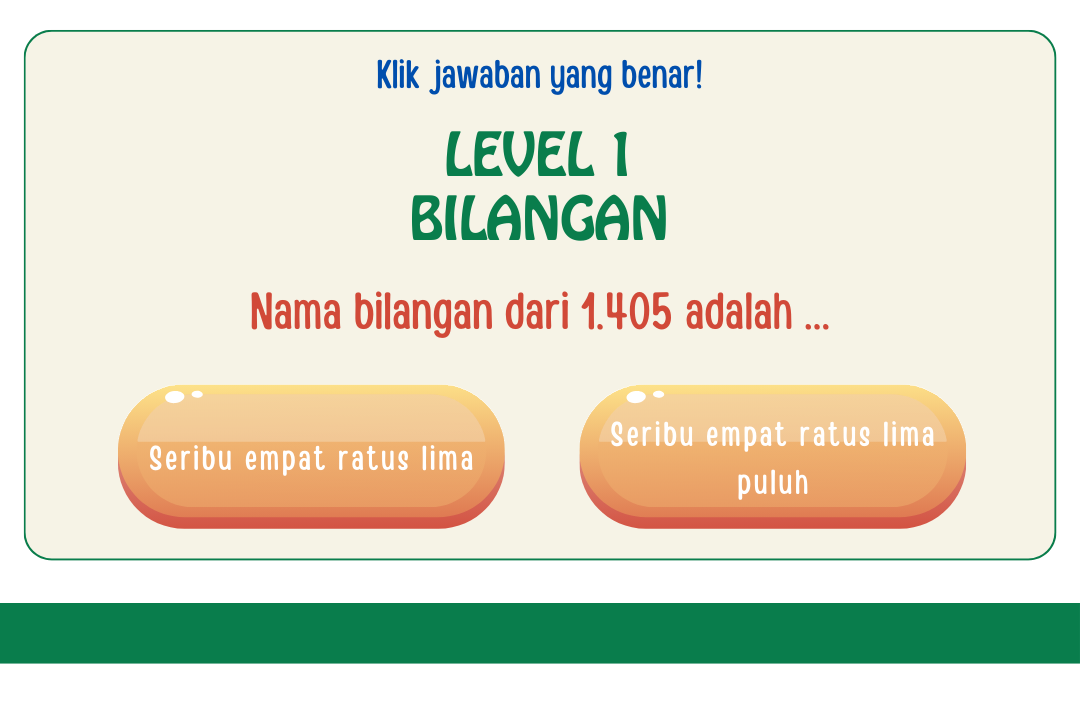 Klik jawaban yang benar!
LEVEL 1
BILANGAN
Nama bilangan dari 1.405 adalah ...
Seribu empat ratus lima
Seribu empat ratus lima
puluh